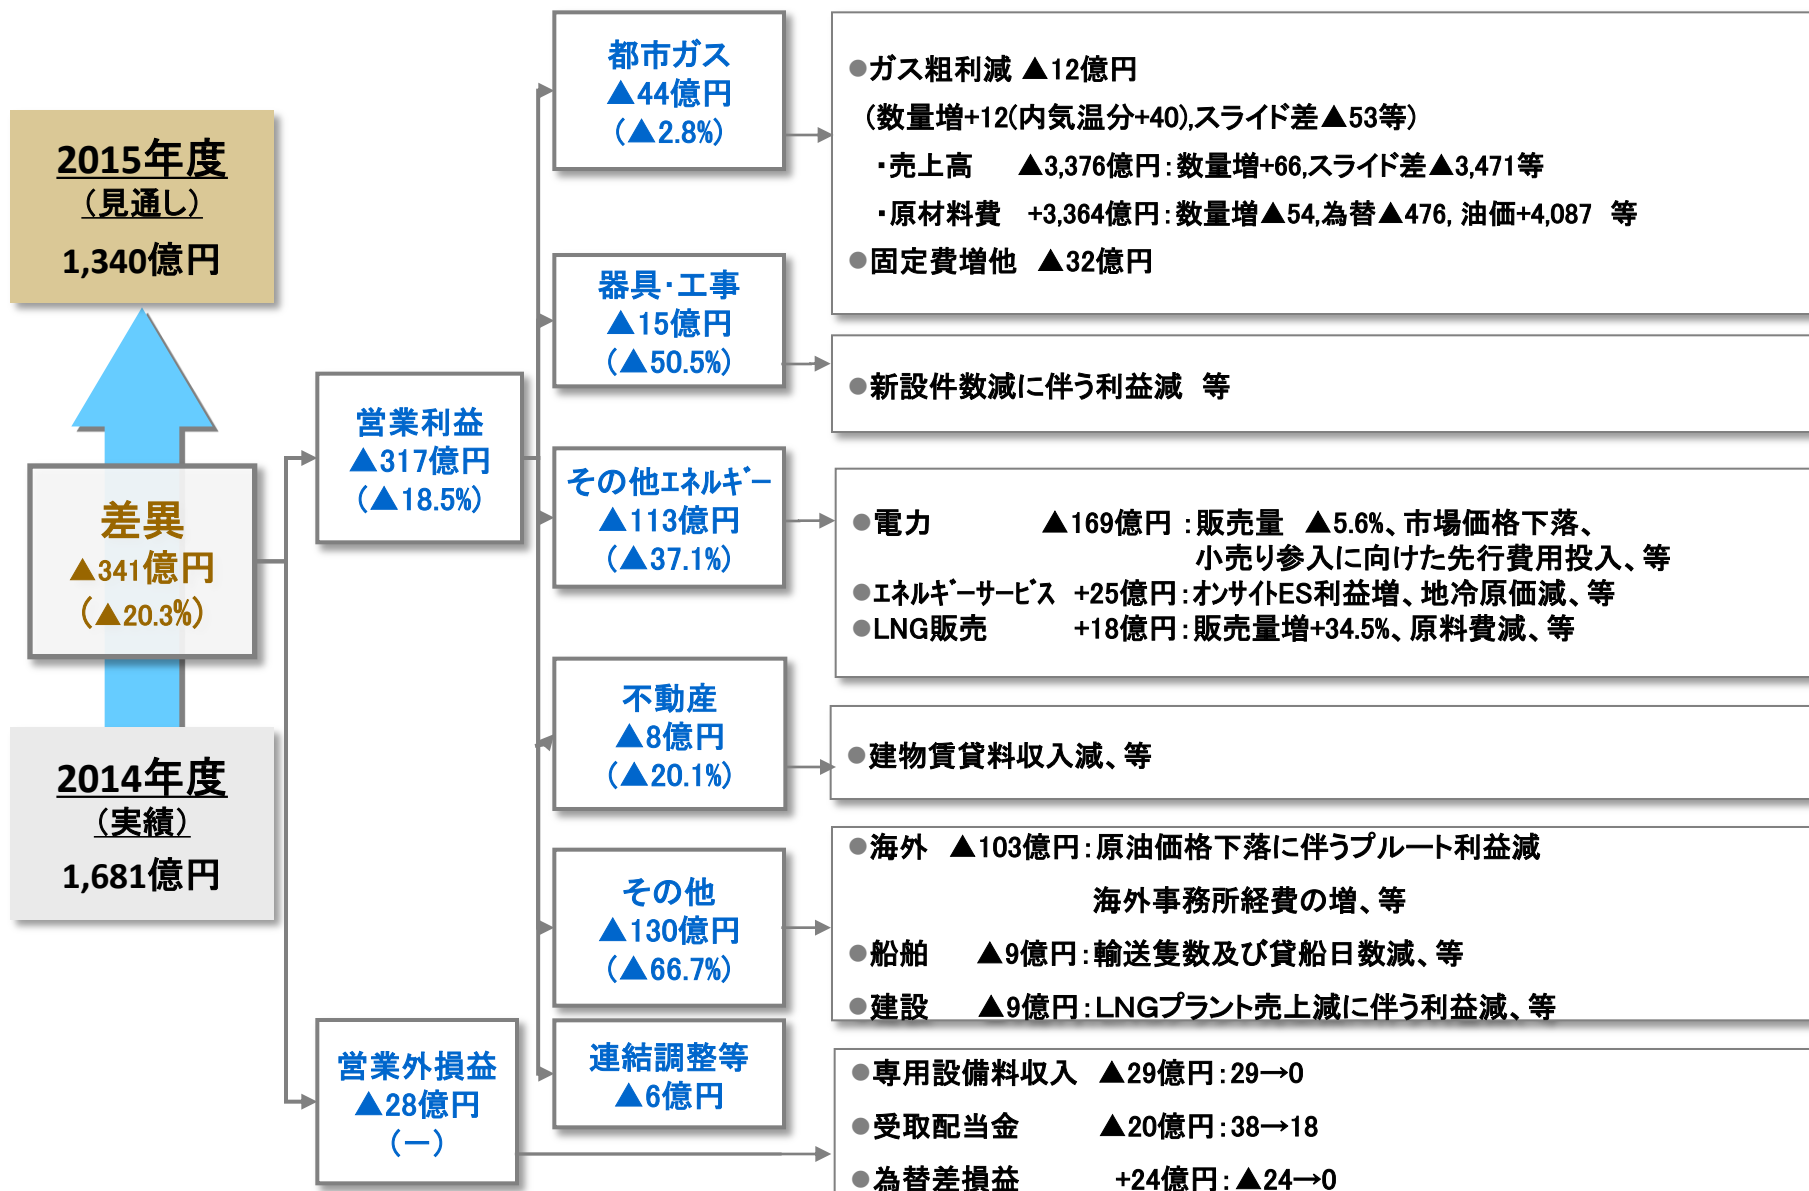 2015年度
（見通し）
1,340億円
差異
▲341億円
（▲20.3%）
2014年度
（実績）
1,681億円
営業利益
▲317億円
（▲18.5%）
営業外損益
▲28億円
（－）
都市ガス
▲44億円
（▲2.8%）
器具・工事
▲15億円
（▲50.5%）
その他エネルギー
▲113億円
（▲37.1%）
不動産
▲8億円
（▲20.1%）
その他
▲130億円
（▲66.7%）
連結調整等
▲6億円
●ガス粗利減 ▲12億円
（数量増+12(内気温分+40),スライド差▲53等）
・売上高 ▲3,376億円：数量増+66,スライド差▲3,471等
・原材料費 +3,364億円：数量増▲54,為替▲476, 油価+4,087 等
●固定費増他 ▲32億円
●新設件数減に伴う利益減 等
●電力 ▲169億円：販売量 ▲5.6%、市場価格下落、
小売り参入に向けた先行費用投入、等
●エネルギーサービス +25億円：オンサイトES利益増、地冷原価減、等
●LNG販売 +18億円：販売量増+34.5%、原料費減、等
●建物賃貸料収入減、等
●海外 ▲103億円：原油価格下落に伴うプルート利益減
海外事務所経費の増、等
●船舶 ▲9億円：輸送隻数及び貸船日数減、等
●建設 ▲9億円：LNGプラント売上減に伴う利益減、等
●専用設備料収入 ▲29億円：29→0
●受取配当金 ▲20億円：38→18
●為替差損益 +24億円：▲24→0